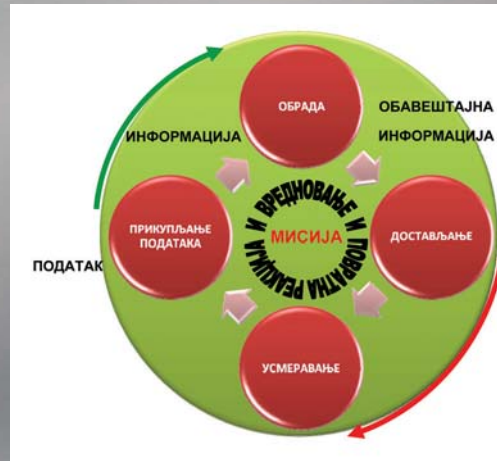 ОБРАДА
ОБАВЕШТАЈНА
ИНФОРМАЦИЈА
ИНФОРМАЦИЈА
ПРИКУПЉАЊЕ
ПОДАТАКА
И ВРЕДНОВАЊЕ И ПОВРАТНА РЕАКЦИЈА
МИСИЈА
ДОСТАВЉАЊЕ
ПОДАТАК
УСМЕРАВАЊЕ